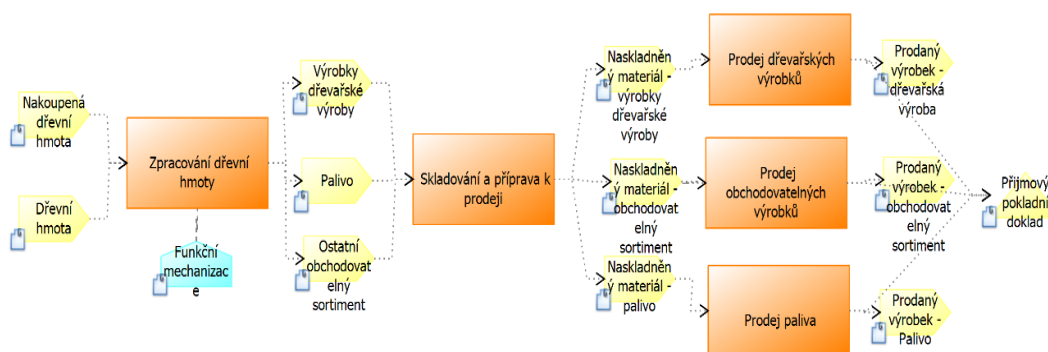 Nakoupená
dřevní
hmota
Dřevní
hmota
Zpracování dřevní
hmoty
Funkční
mechanizac
e
Výrobky
dřevařské
výroby
Palivo
Ostatní
obchodovat
elný
sortiment
Skladování a příprava k
prodeji
Naskladněn
ý materiál -
výrobky
dřevařské
výroby
Naskladněn
ý materiál -
obchodovat
elný
sortiment
Naskladněn
ý materiál -
palivo
Prodej dřevařských
výrobků
Prodej
obchodovatelných
výrobků
Prodej paliva
Prodaný
výrobek -
dřevařská
výroba
Prodaný
výrobek -
obchodovat
elný
sortiment
Prodaný
výrobek -
Palivo
Přijmový
pokladní
doklad